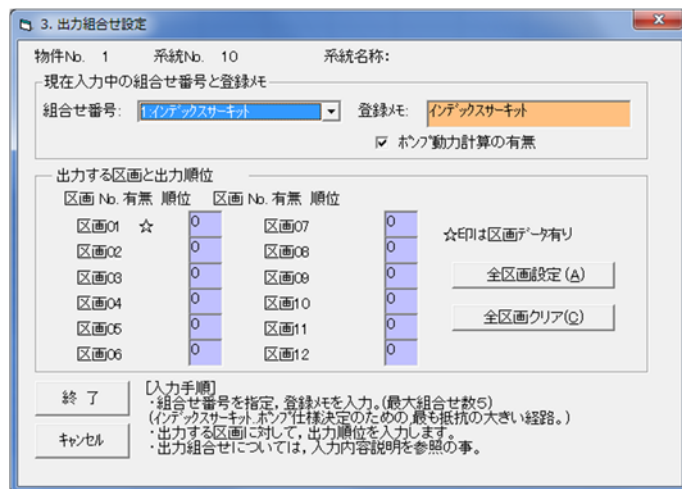 3. 出力組合せ設定
物件No. 1 系統No. 10 系統名称:
現在入力中の組合せ番号と登録メモ
組合せ番号: 1:インデックスサーキット 登録メモ: インデックスサーキット
ポンプ動力計算の有無
出力する区画と出力順位
区画 No. 有無 順位 区画 No. 有無 順位
区画01 ☆ 0 区画07 0
☆印は区画データ有り
区画02 0 区画08 0
区画03 0 区画09 0
全区画設定(A)
区画04 0 区画10 0
区画05 0 区画11 0
全区画クリア(C)
区画06 0 区画12 0
終 了
キャンセル
[入力手順]
・組合せ番号を指定, 登録メモを入力。(最大組合せ数5)
(インデックスサーキット.ポンプ仕様決定のための,最も抵抗の大きい経路。)
・出力する区画に対して, 出力順位を入力します。
・出力組合せについては, 入力内容説明を参照の事。